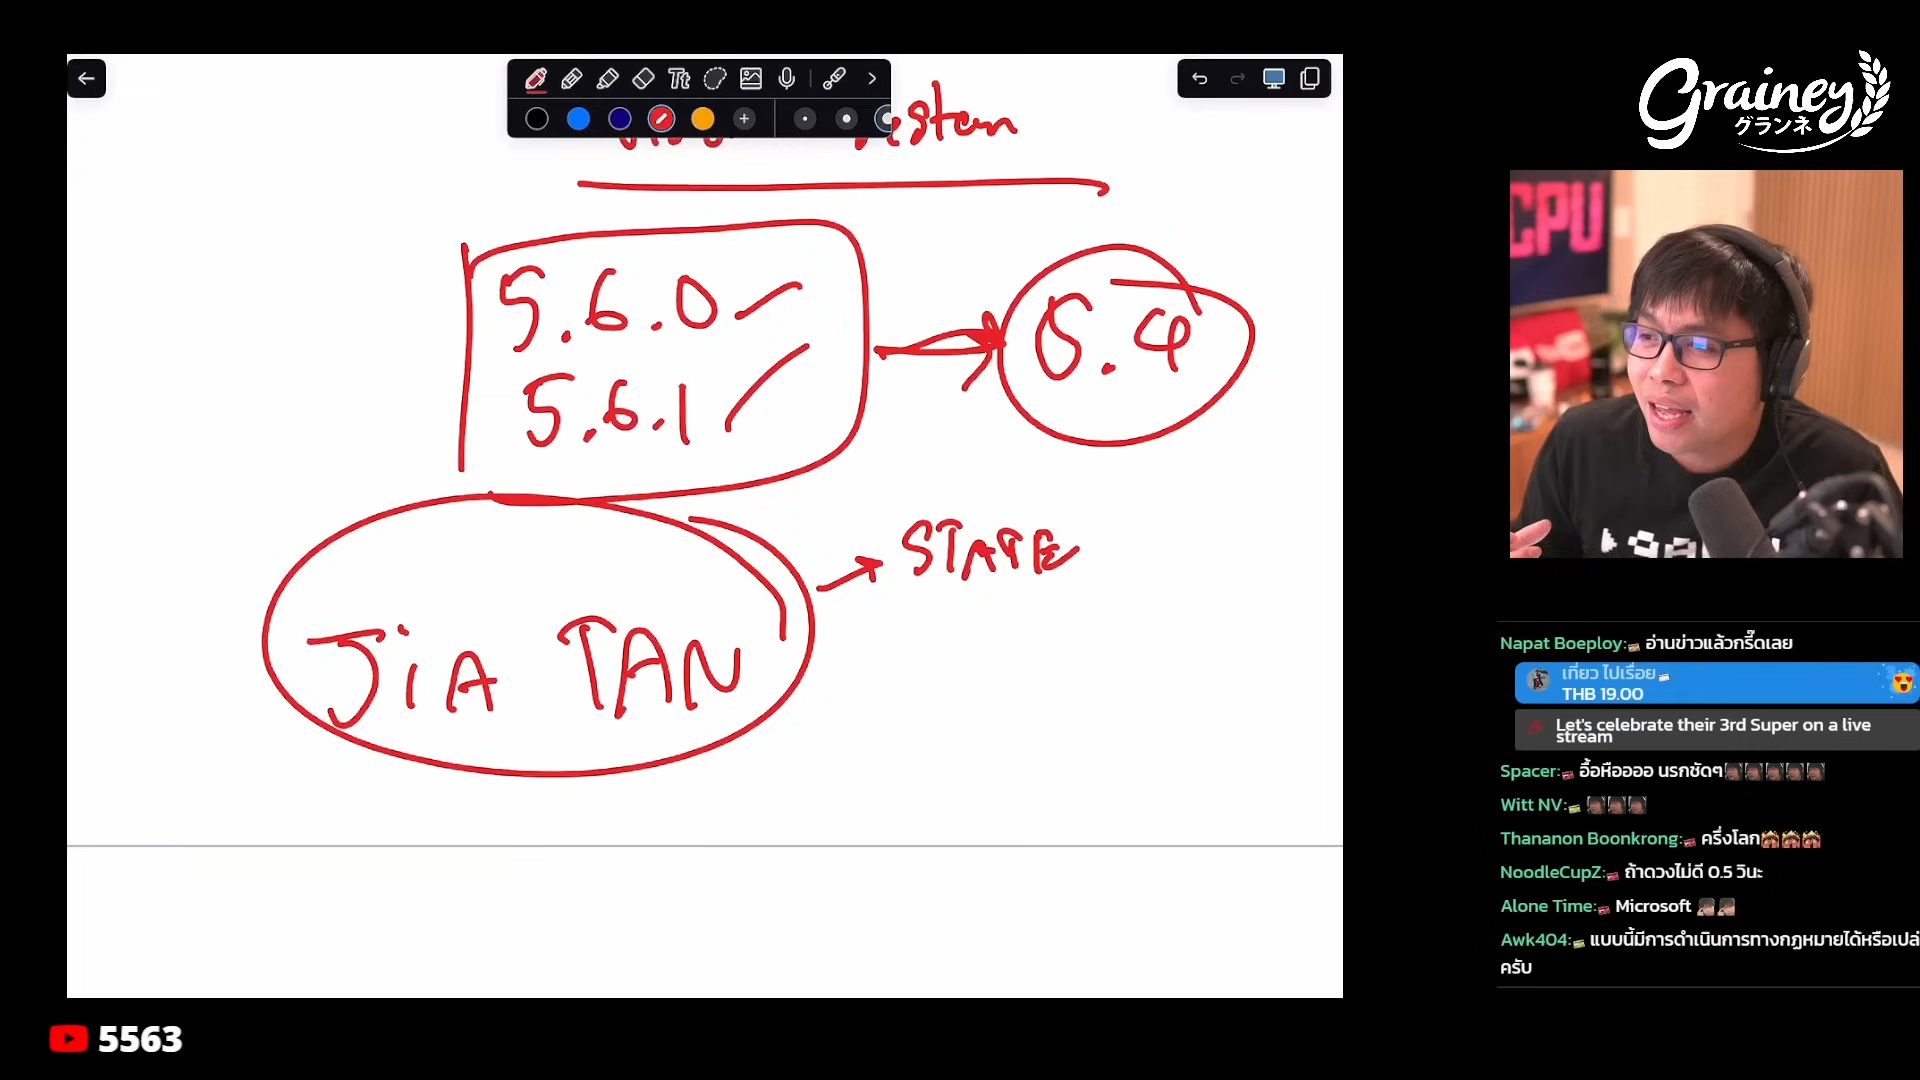 Grainey
グランネ
Tt
estem
5.6.0
5.6.1
5.4
STATE
JiA TAN
CPU
Napat Boeploy: อ่านข่าวแล้วกรี๊ดเลย
เที่ยว ไปเรื่อย
THB 19.00
Let's celebrate their 3rd Super on a live
stream
Spacer: อื้อหืออออ นรกชัดๆ
Witt NV:
Thananon Boonkrong: ครึ่งโลก
NoodleCupZ: ถ้าดวงไม่ดี 0.5 วินะ
Alone Time: Microsoft
Awk404: แบบนี้มีการดำเนินการทางกฎหมายได้หรือเปล่
ครับ
5563